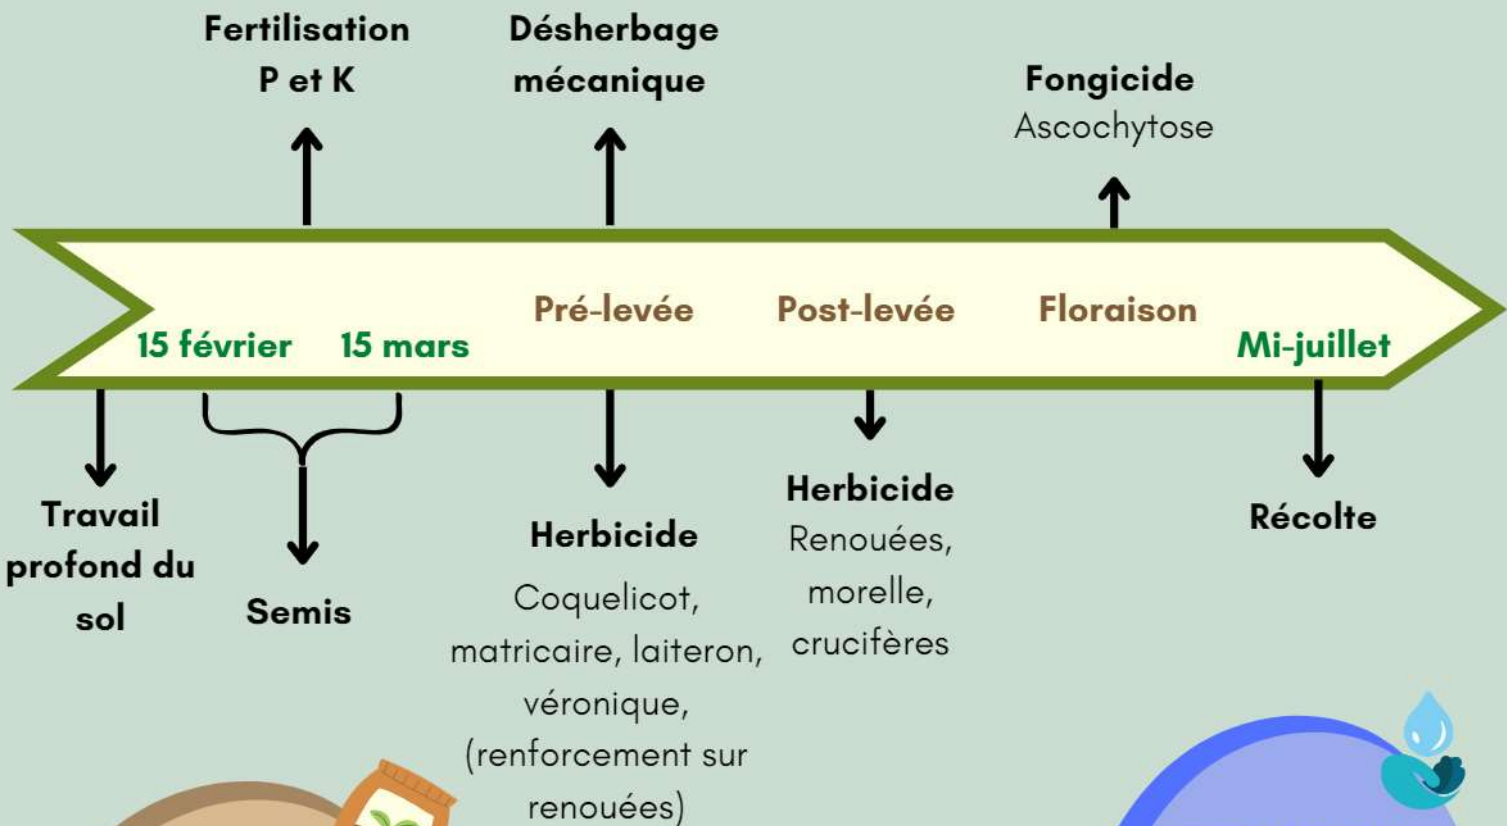 Fertilisation
P et K
Désherbage
mécanique
Fongicide
Ascochytose
Pré-levée
Post-levée
Floraison
15 février
15 mars
Mi-juillet
Travail
profond du
sol
Semis
Herbicide
Coquelicot,
matricaire, laiteron,
véronique,
(renforcement sur
renouées)
Herbicide
Renouées,
morelle,
crucifères
Récolte